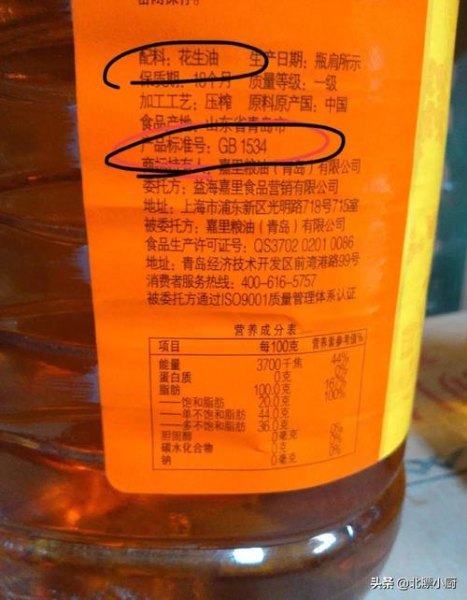 密闭保存。
配料：花生油 生产日期：瓶肩所示
保质期：18个月 质量等级：一级
加工工艺：压榨 原料原产国：中国
食品产地：山东省青岛市
产品标准号：GB 1534
商标持有人：嘉里粮油（青岛）有限公司
委托方：益海嘉里食品营销有限公司
地址：上海市浦东新区光明路718号715室
被委托方：嘉里粮油（青岛）有限公司
食品生产许可证号：QS3702 0201 0086
地址：青岛经济技术开发区前湾港路99号
消费者服务热线：400-616-5757
被委托方通过ISO9001质量管理体系认证
营养成分表
项目 每100克 营养素参考值%
能量 3700千焦 44%
蛋白质 0克 0%
脂肪 100.0克 167%
——饱和脂肪 20.0克 100%
——单不饱和脂肪 44.0克
——多不饱和脂肪 36.0克
胆固醇 0毫克 0%
碳水化合物 0克 0%
钠 0毫克 0%
头条 @北漂小厨